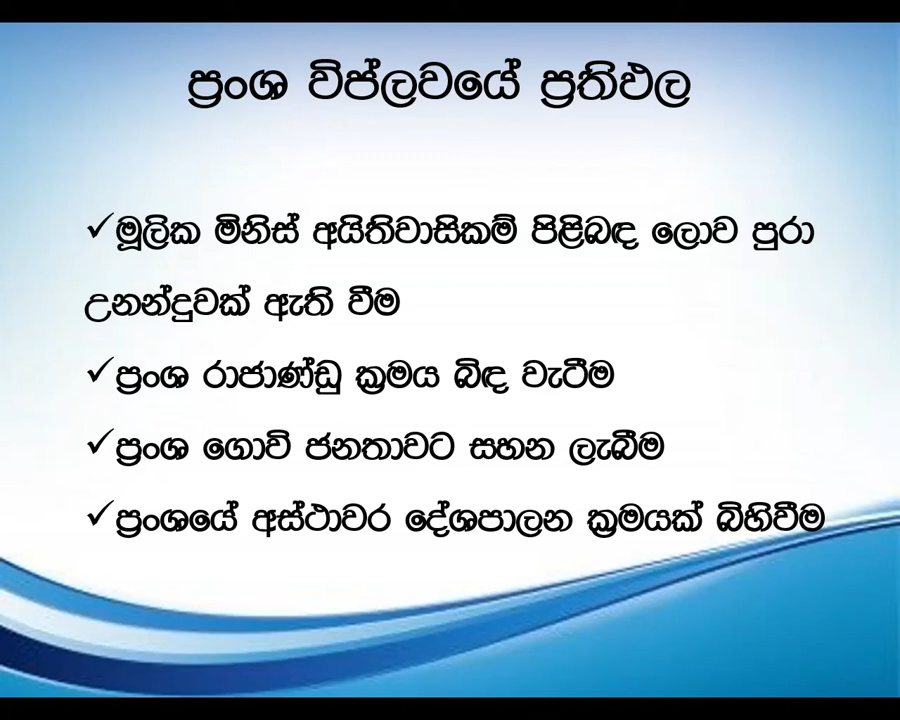 ප්‍රංශ විප්ලවයේ ප්‍රතිඵල
✓මූලික මිනිස් අයිතිවාසිකම් පිළිබඳ ලොව පුරා
උනන්දුවක් ඇති වීම
✓ප්‍රංශ රාජාණ්ඩු ක්‍රමය බිඳ වැටීම
✓ප්‍රංශ ගොවි ජනතාවට සහන ලැබීම
✓ප්‍රංශයේ අස්ථාවර දේශපාලන ක්‍රමයක් බිහිවීම